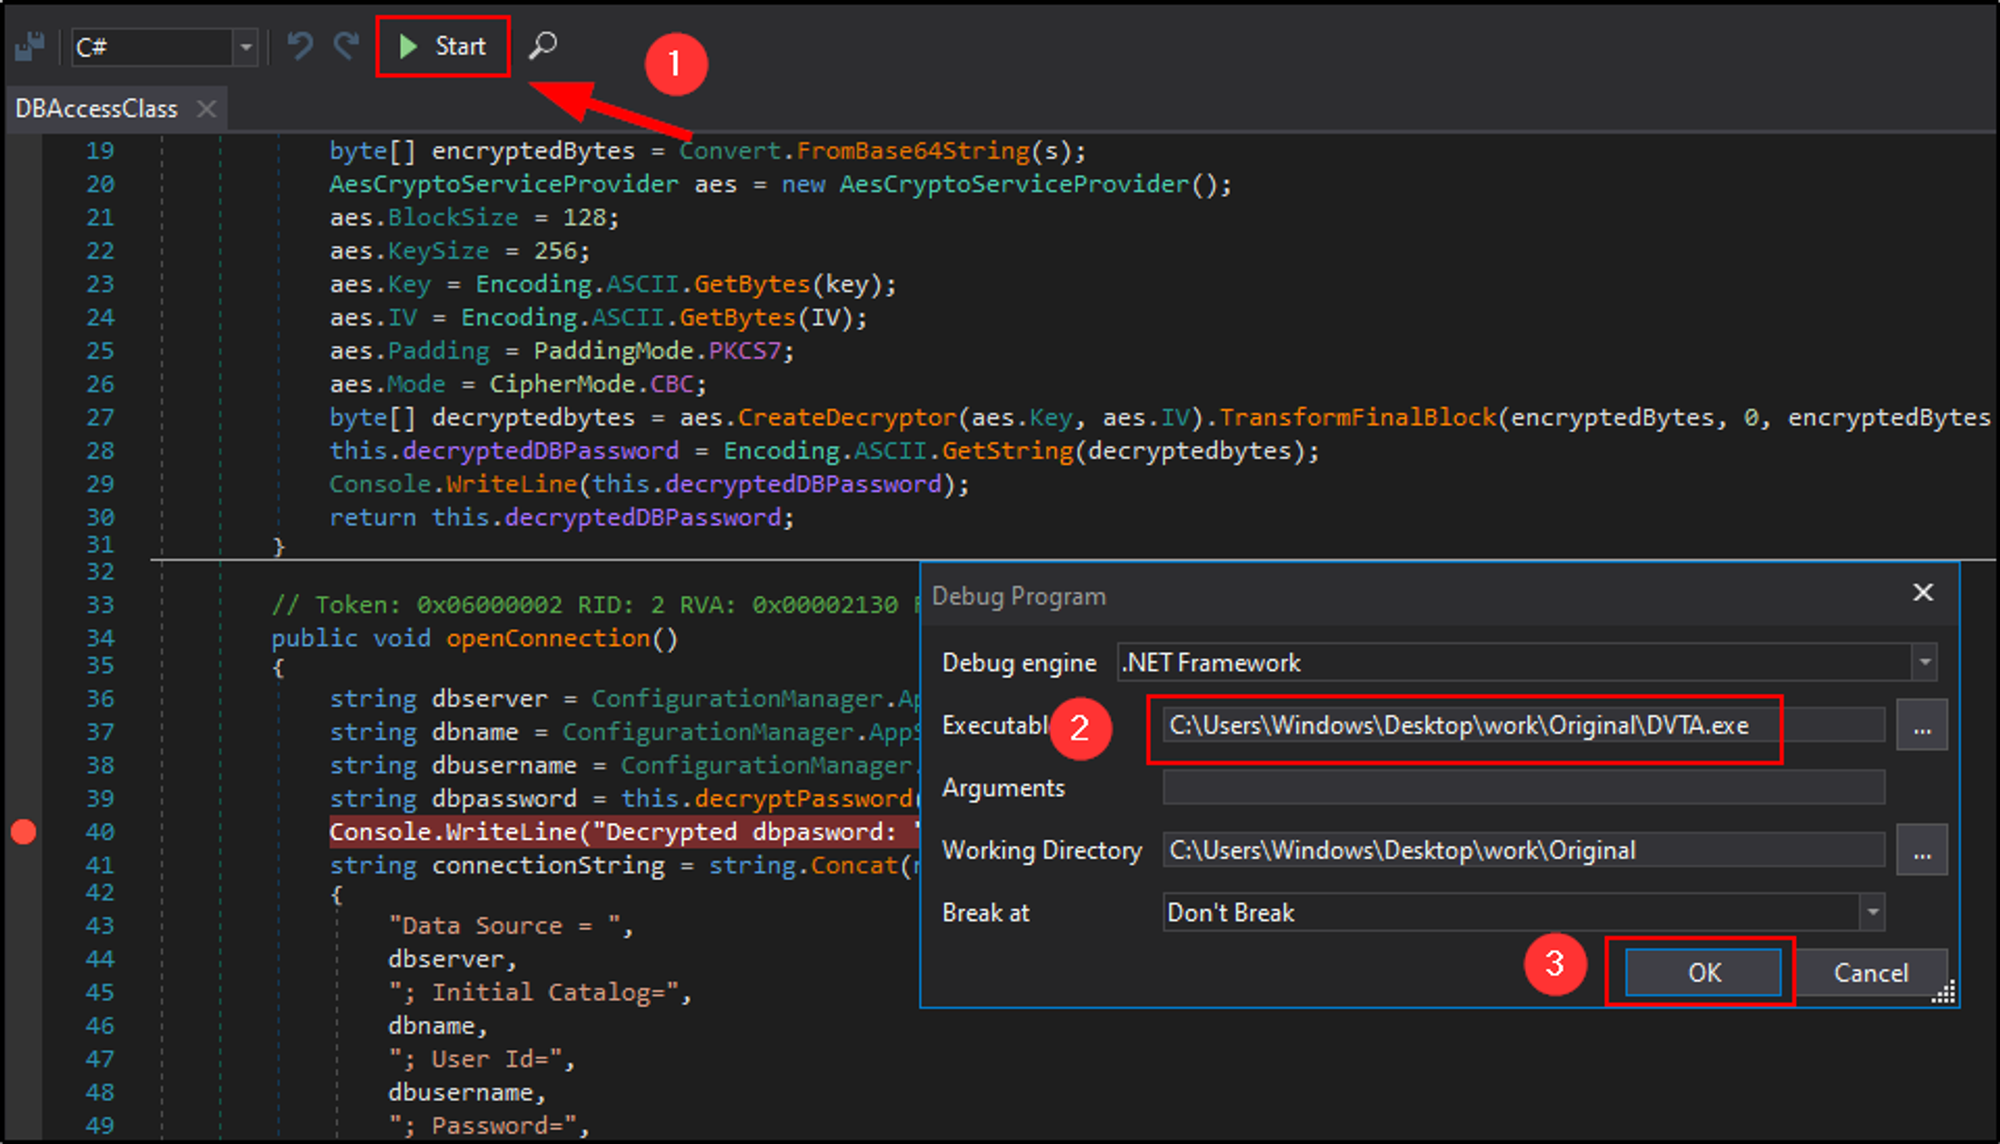 C#
Start
1
DBAccessClass
19 byte[] encryptedBytes = Convert.FromBase64String(s);
20 AesCryptoServiceProvider aes = new AesCryptoServiceProvider();
21 aes.BlockSize = 128;
22 aes.KeySize = 256;
23 aes.Key = Encoding.ASCII.GetBytes(key);
24 aes.IV = Encoding.ASCII.GetBytes(IV);
25 aes.Padding = PaddingMode.PKCS7;
26 aes.Mode = CipherMode.CBC;
27 byte[] decryptedbytes = aes.CreateDecryptor(aes.Key, aes.IV).TransformFinalBlock(encryptedBytes, 0, encryptedBytes
28 this.decryptedDBPassword = Encoding.ASCII.GetString(decryptedbytes);
29 Console.WriteLine(this.decryptedDBPassword);
30 return this.decryptedDBPassword;
31 }
32
33 // Token: 0x06000002 RID: 2 RVA: 0x00002130
34 public void openConnection()
35 {
36 string dbserver = ConfigurationManager.Ap
37 string dbname = ConfigurationManager.AppS
38 string dbusername = ConfigurationManager.
39 string dbpassword = this.decryptPassword(
40 Console.WriteLine("Decrypted dbpasword: "
41 string connectionString = string.Concat(
42 {
43 "Data Source = ",
44 dbserver,
45 "; Initial Catalog=",
46 dbname,
47 "; User Id=",
48 dbusername,
49 "; Password=",
Debug Program
Debug engine .NET Framework
Executabl 2 C:\Users\Windows\Desktop\work\Original\DVTA.exe ...
Arguments
Working Directory C:\Users\Windows\Desktop\work\Original ...
Break at Don't Break
3 OK Cancel